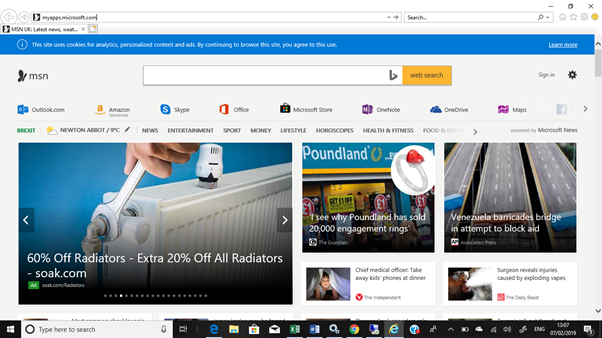 myapps.microsoft.com
Search...
MSN UK: Latest news, weat...
This site uses cookies for analytics, personalized content and ads. By continuing to browse this site, you agree to this use.
Learn more
msn
web search
Sign in
Outlook.com
Amazon
Sponsored
Skype
Office
Microsoft Store
OneNote
OneDrive
Maps
BREXIT
NEWTON ABBOT / 9°C
NEWS
ENTERTAINMENT
SPORT
MONEY
LIFESTYLE
HOROSCOPES
HEALTH & FITNESS
FOOD &
powered by Microsoft News
60% Off Radiators - Extra 20% Off All Radiators
- soak.com
Ad
soak.com/Radiators
Poundland
'I see why Poundland has sold
20,000 engagement rings'
The Guardian
Venezuela barricades bridge
in attempt to block aid
AP
Associated Press
Chief medical officer: Take
away kids' phones at dinner
The Independent
Surgeon reveals injuries
caused by exploding vapes
The Daily Beast
Type here to search
ENG
13:07
07/02/2019